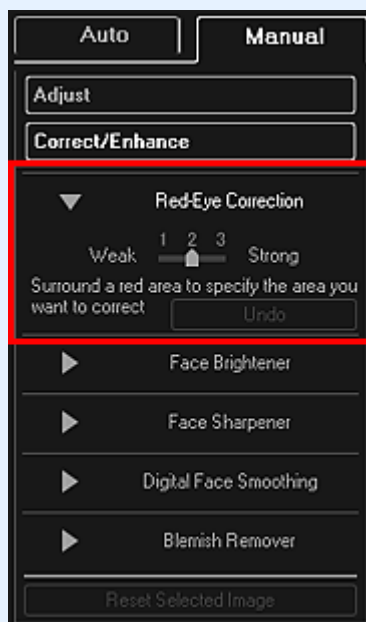 Auto Manual
Adjust
Correct/Enhance
Red-Eye Correction
1 2 3
Weak Strong
Surround a red area to specify the area you
want to correct Undo
Face Brightener
Face Sharpener
Digital Face Smoothing
Blemish Remover
Reset Selected Image